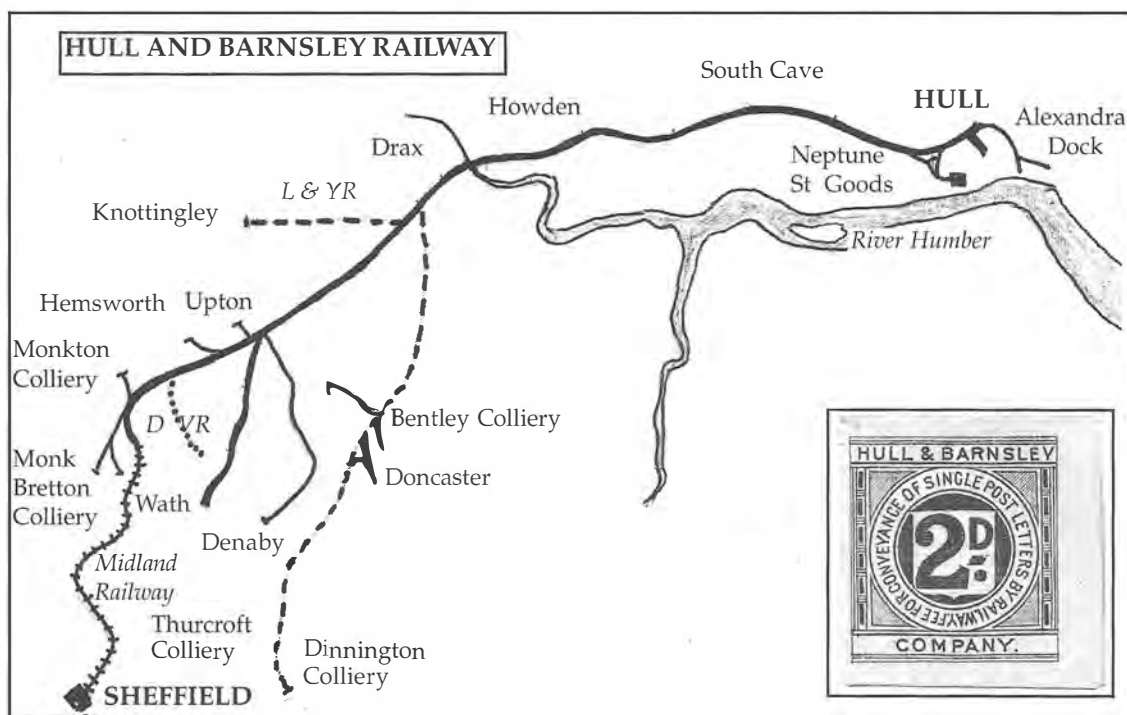 HULL AND BARNSLEY RAILWAY
South Cave
HULL
Howden
Alexandra
Dock
Drax
Neptune
St Goods
L & YR
Knottingley
River Humber
Hemsworth
Upton
Monkton
Colliery
D VR
Bentley Colliery
Monk
Bretton
Colliery
Wath
Doncaster
Denaby
Midland
Railway
Thurcroft
Colliery
Dinnington
Colliery
SHEFFIELD
HULL & BARNSLEY
FEE FOR CONVEYANCE OF SINGLE POST LETTERS BY RAILWAY.
2D.
COMPANY.